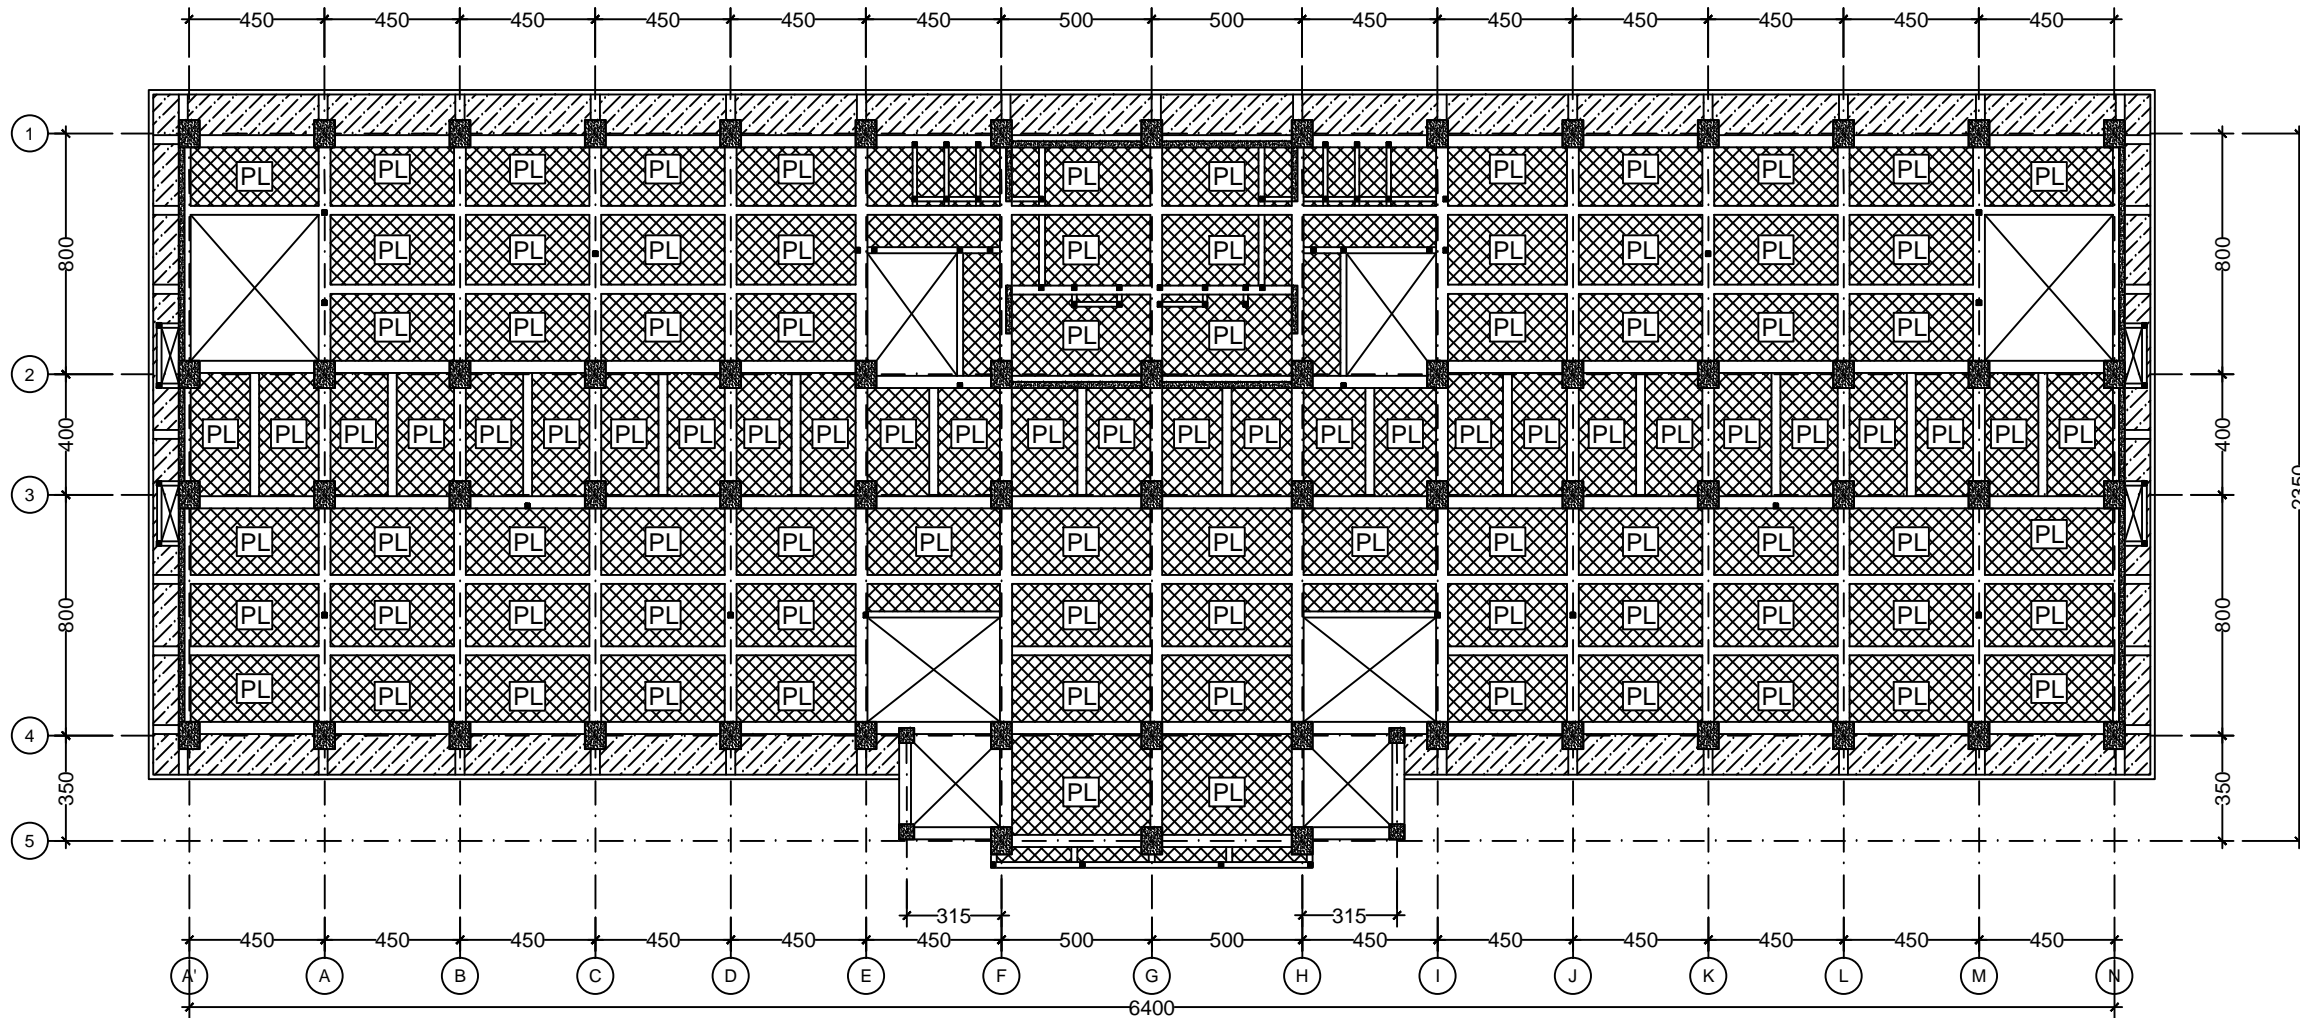 450 450 450 450 450 450 500 500 450 450 450 450 450 450
1 1
PL PL PL PL PL PL PL PL PL PL PL PL
800 PL PL PL PL PL PL PL PL PL PL 800
PL PL PL PL PL PL PL PL PL PL
2 2
400 PL PL PL PL PL PL PL PL PL PL PL PL PL PL PL PL PL PL PL PL PL PL PL PL PL PL PL PL 400
3 2350
PL PL PL PL PL PL PL PL PL PL PL PL PL PL
800 PL PL PL PL PL PL PL PL PL PL PL PL 800
PL PL PL PL PL PL PL PL PL PL PL PL
4
350 PL PL 350
5
315 315
450 450 450 450 450 450 500 500 450 450 450 450 450 450
A' A B C D E F G H I J K L M N
6400